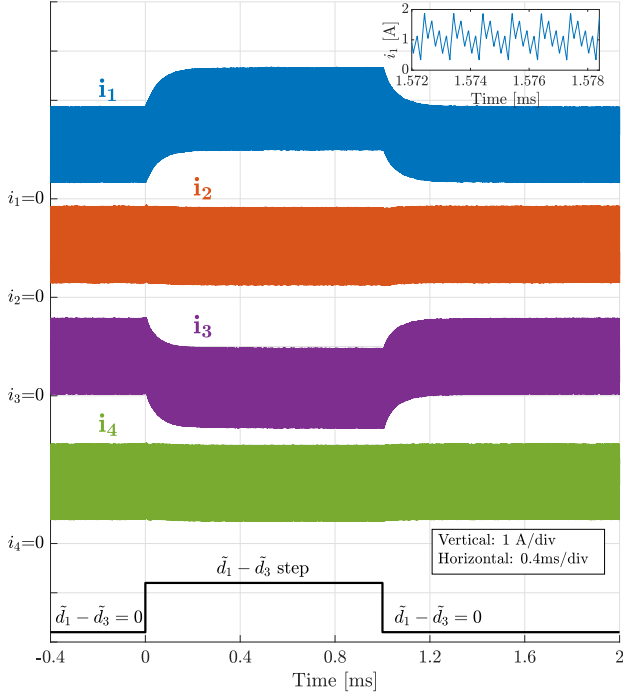 2
1
0
i₁ [A]
1.572 1.574 1.576 1.578
Time [ms]
i₁
i₁=0
i₂
i₂=0
i₃
i₃=0
i₄
i₄=0
Vertical: 1 A/div
Horizontal: 0.4ms/div
d̃₁ − d̃₃ step
d̃₁ − d̃₃ = 0
d̃₁ − d̃₃ = 0
-0.4 0 0.4 0.8 1.2 1.6 2
Time [ms]